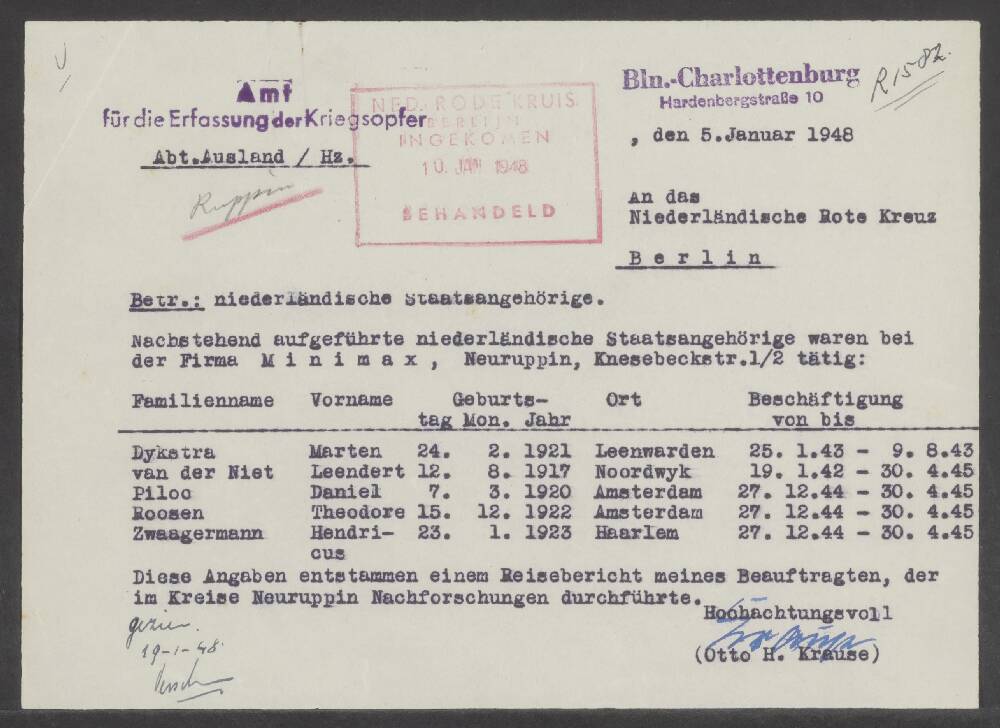 Amt
für die Erfassung der Kriegsopfer
Abt.Ausland / Hz.
Ruppin
NED. RODE KRUIS
BERLIJN
INGEKOMEN
10. JAN 1948
BEHANDELD
Bln.-Charlottenburg
Hardenbergstraße 10
R 1582.
, den 5.Januar 1948
An das
Niederländische Rote Kreuz
B e r l i n
Betr.: niederländische Staatsangehörige.
Nachstehend aufgeführte niederländische Staatsangehörige waren bei
der Firma M i n i m a x , Neuruppin, Knesebeckstr.1/2 tätig:
Familienname Vorname Geburts- Ort Beschäftigung
tag Mon. Jahr von bis
Dykstra Marten 24. 2. 1921 Leenwarden 25. 1.43 - 9. 8.43
van der Niet Leendert 12. 8. 1917 Noordwyk 19. 1.42 - 30. 4.45
Piloo Daniel 7. 3. 1920 Amsterdam 27. 12.44 - 30. 4.45
Roosen Theodore 15. 12. 1922 Amsterdam 27. 12.44 - 30. 4.45
Zwaagermann Hendri- 23. 1. 1923 Haarlem 27. 12.44 - 30. 4.45
cus
Diese Angaben entstammen einem Reisebericht meines Beauftragten, der
im Kreise Neuruppin Nachforschungen durchführte.
Hochachtungsvoll
(Otto H. Krause)
gezien.
19-1-48.